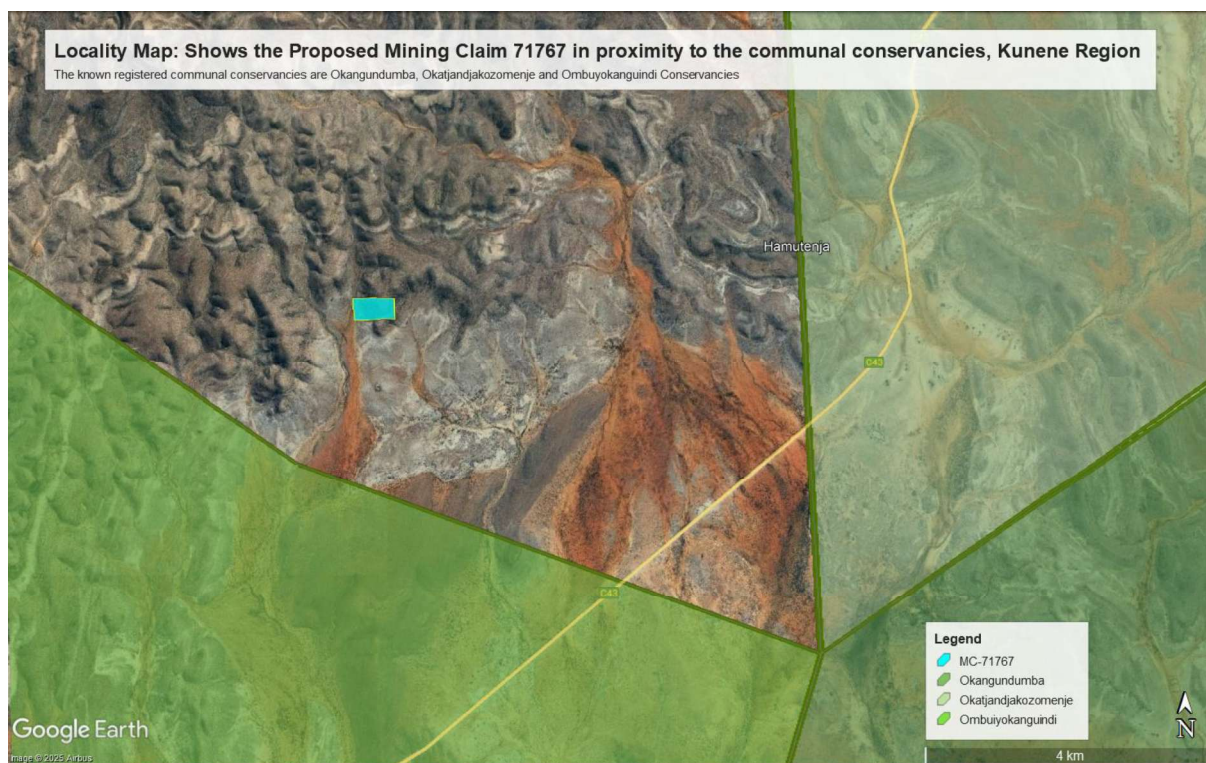 Locality Map: Shows the Proposed Mining Claim 71767 in proximity to the communal conservancies, Kunene Region
The known registered communal conservancies are Okangundumba, Okatjandjakozomenje and Ombuyokanguindi Conservancies
Hamutenja
C43
C43
Legend
MC-71767
Okangundumba
Okatjandjakozomenje
Ombuiyokanguindi
Google Earth
Image © 2025 Airbus
N
4 km